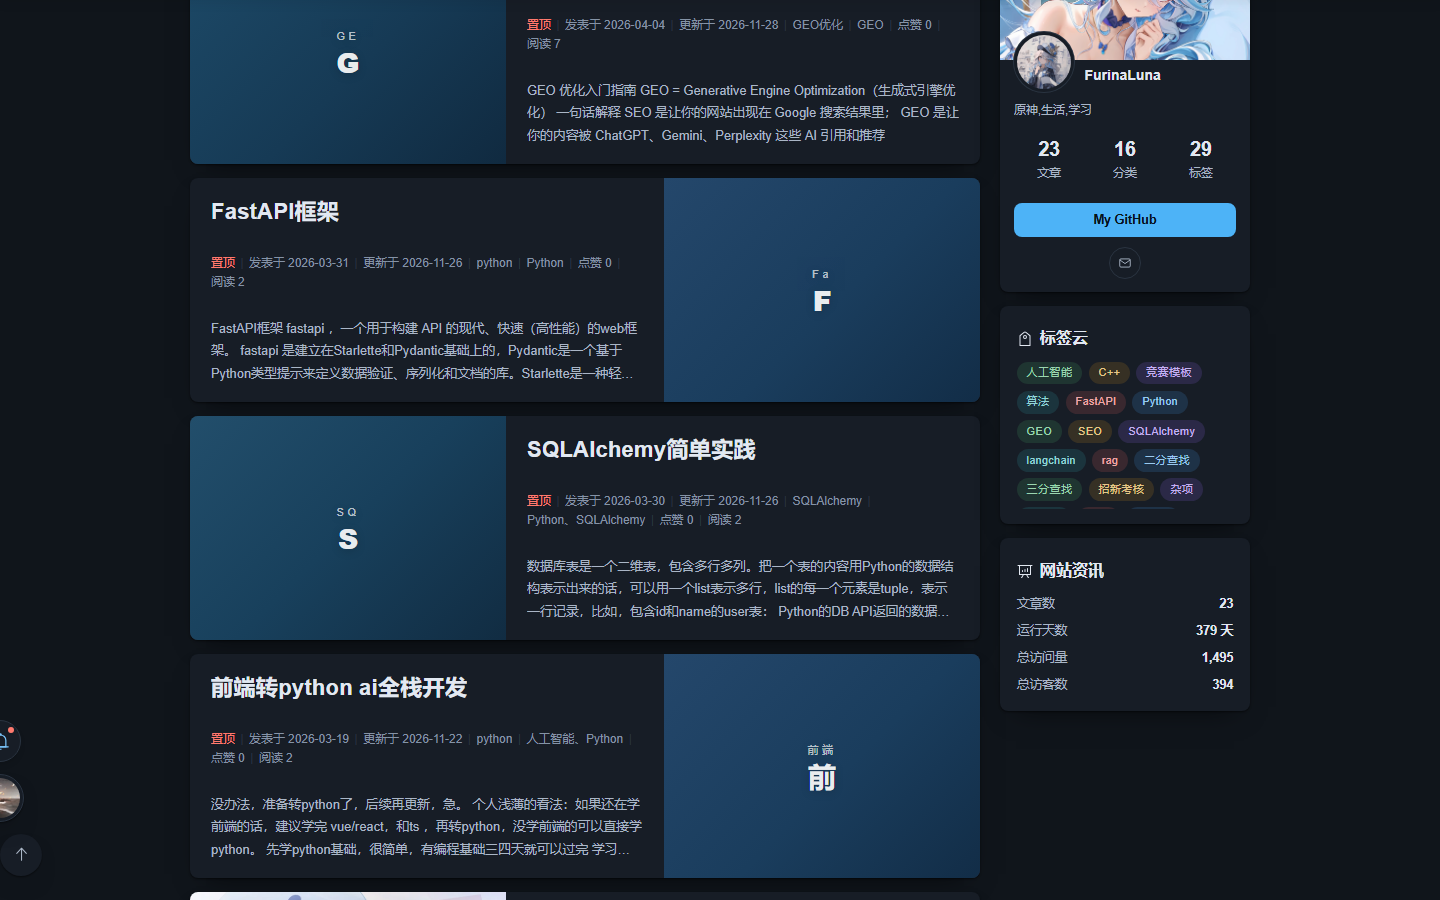 GE
G
置顶 | 发表于 2026-04-04 | 更新于 2026-11-28 | GEO优化 | GEO | 点赞 0 |
阅读 7
GEO 优化入门指南 GEO = Generative Engine Optimization（生成式引擎优
化） 一句话解释 SEO 是让你的网站出现在 Google 搜索结果里； GEO 是让
你的内容被 ChatGPT、Gemini、Perplexity 这些 AI 引用和推荐
FastAPI框架
置顶 | 发表于 2026-03-31 | 更新于 2026-11-26 | python | Python | 点赞 0 |
阅读 2
FastAPI框架 fastapi ，一个用于构建 API 的现代、快速（高性能）的web框
架。 fastapi 是建立在Starlette和Pydantic基础上的，Pydantic是一个基于
Python类型提示来定义数据验证、序列化和文档的库。Starlette是一种轻...
Fa
F
SQ
S
SQLAlchemy简单实践
置顶 | 发表于 2026-03-30 | 更新于 2026-11-26 | SQLAlchemy |
Python、SQLAlchemy | 点赞 0 | 阅读 2
数据库表是一个二维表，包含多行多列。把一个表的内容用Python的数据结
构表示出来的话，可以用一个list表示多行，list的每一个元素是tuple，表示
一行记录，比如，包含id和name的user表： Python的DB API返回的数据...
前端转python ai全栈开发
置顶 | 发表于 2026-03-19 | 更新于 2026-11-22 | python | 人工智能、Python |
点赞 0 | 阅读 2
没办法，准备转python了，后续再更新，急。 个人浅薄的看法：如果还在学
前端的话，建议学完 vue/react，和ts ，再转python，没学前端的可以直接学
python。 先学python基础，很简单，有编程基础三四天就可以过完 学习...
前端
前
FurinaLuna
原神,生活,学习
23 16 29
文章 分类 标签
My GitHub
标签云
人工智能 C++ 竞赛模板
算法 FastAPI Python
GEO SEO SQLAlchemy
langchain rag 二分查找
三分查找 招新考核 杂项
网站资讯
文章数 23
运行天数 379 天
总访问量 1,495
总访客数 394